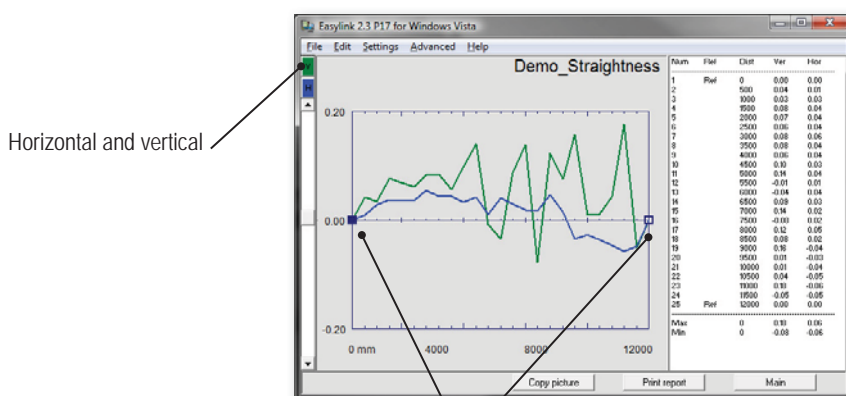 Easylink 2.3 P17 for Windows Vista
File Edit Settings Advanced Help
Horizontal and vertical
V
H
Demo_Straightness
0.20
0.00
-0.20
0 mm 4000 8000 12000
Num Ref Dist Ver Hor
1 Ref 0 0.00 0.00
2 500 0.04 0.01
3 1000 0.03 0.03
4 1500 0.08 0.04
5 2000 0.07 0.04
6 2500 0.06 0.04
7 3000 0.08 0.06
8 3500 0.08 0.04
9 4000 0.06 0.04
10 4500 0.10 0.03
11 5000 0.14 0.04
12 5500 -0.01 0.01
13 6000 -0.04 0.04
14 6500 0.09 0.03
15 7000 0.14 0.02
16 7500 -0.08 0.02
17 8000 0.12 0.05
18 8500 0.08 0.02
19 9000 0.16 -0.04
20 9500 0.01 -0.03
21 10000 0.01 -0.04
22 10500 0.04 -0.05
23 11000 0.18 -0.06
24 11500 -0.05 -0.05
25 Ref 12000 0.00 0.00
Max 0 0.18 0.06
Min 0 -0.08 -0.06
Copy picture Print report Main